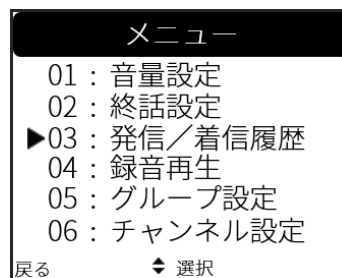 メニュー
01：音量設定
02：終話設定
▶03：発信／着信履歴
04：録音再生
05：グループ設定
06：チャンネル設定
戻る ♦ 選択